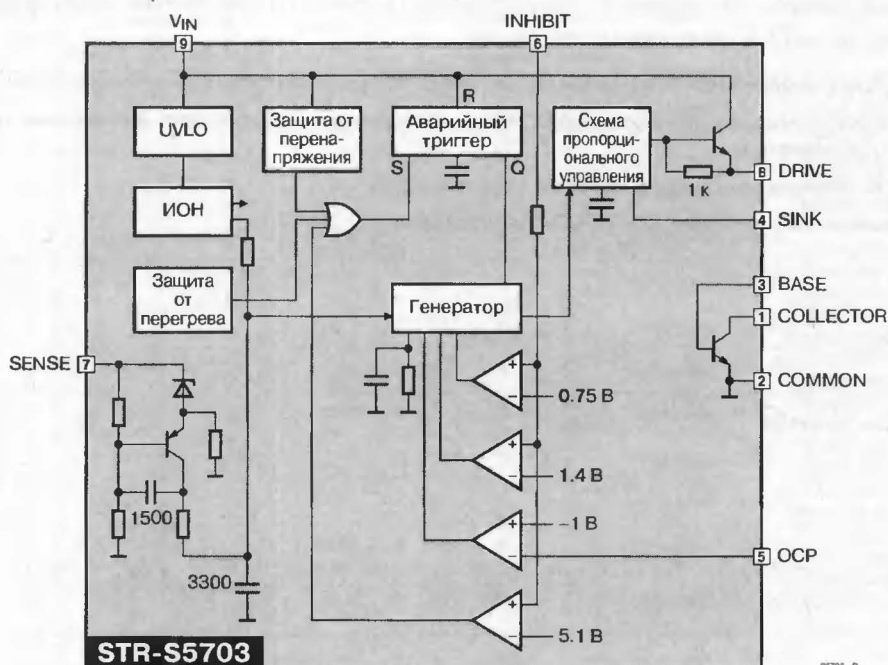 VIN
INHIBIT
9
6
UVLO
Защита от
перена-
пряжения
R
Аварийный
триггер
S
Q
Схема
пропорци-
онального
управления
1 к
8
DRIVE
4
SINK
ИОН
Защита
от
перегрева
Генератор
3
BASE
1
COLLECTOR
2
COMMON
SENSE
7
+
−
0.75 В
+
−
1.4 В
1500
+
−
−1 В
5
OCP
3300
+
−
5.1 В
STR-S5703